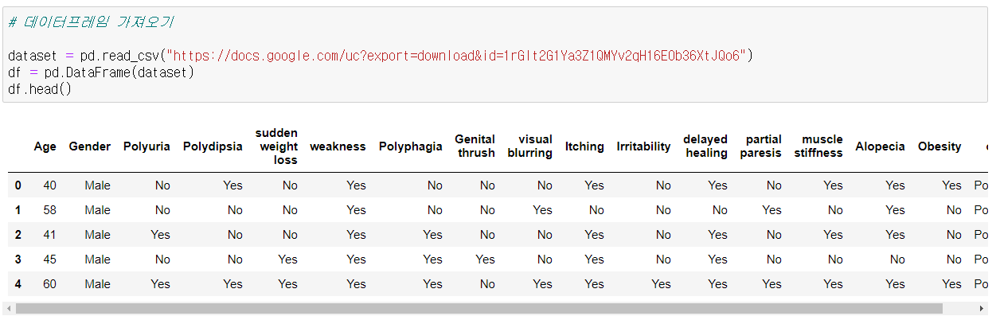 # 데이터프레임 가져오기
dataset = pd.read_csv("https://docs.google.com/uc?export=download&id=1rGlt2G1Ya3Z1QMYv2qH16E0b36XtJQo6")
df = pd.DataFrame(dataset)
df.head()
Age Gender Polyuria Polydipsia sudden weight loss weakness Polyphagia Genital thrush visual blurring Itching Irritability delayed healing partial paresis muscle stiffness Alopecia Obesity
0 40 Male No Yes No Yes No No No Yes No Yes No Yes Yes Yes Po
1 58 Male No No No Yes No No Yes No No No Yes No Yes No Po
2 41 Male Yes No No Yes Yes No No Yes No Yes No Yes Yes No Po
3 45 Male No No Yes Yes Yes Yes No Yes No Yes No No No No Po
4 60 Male Yes Yes Yes Yes Yes No Yes Yes Yes Yes Yes Yes Yes Yes Po